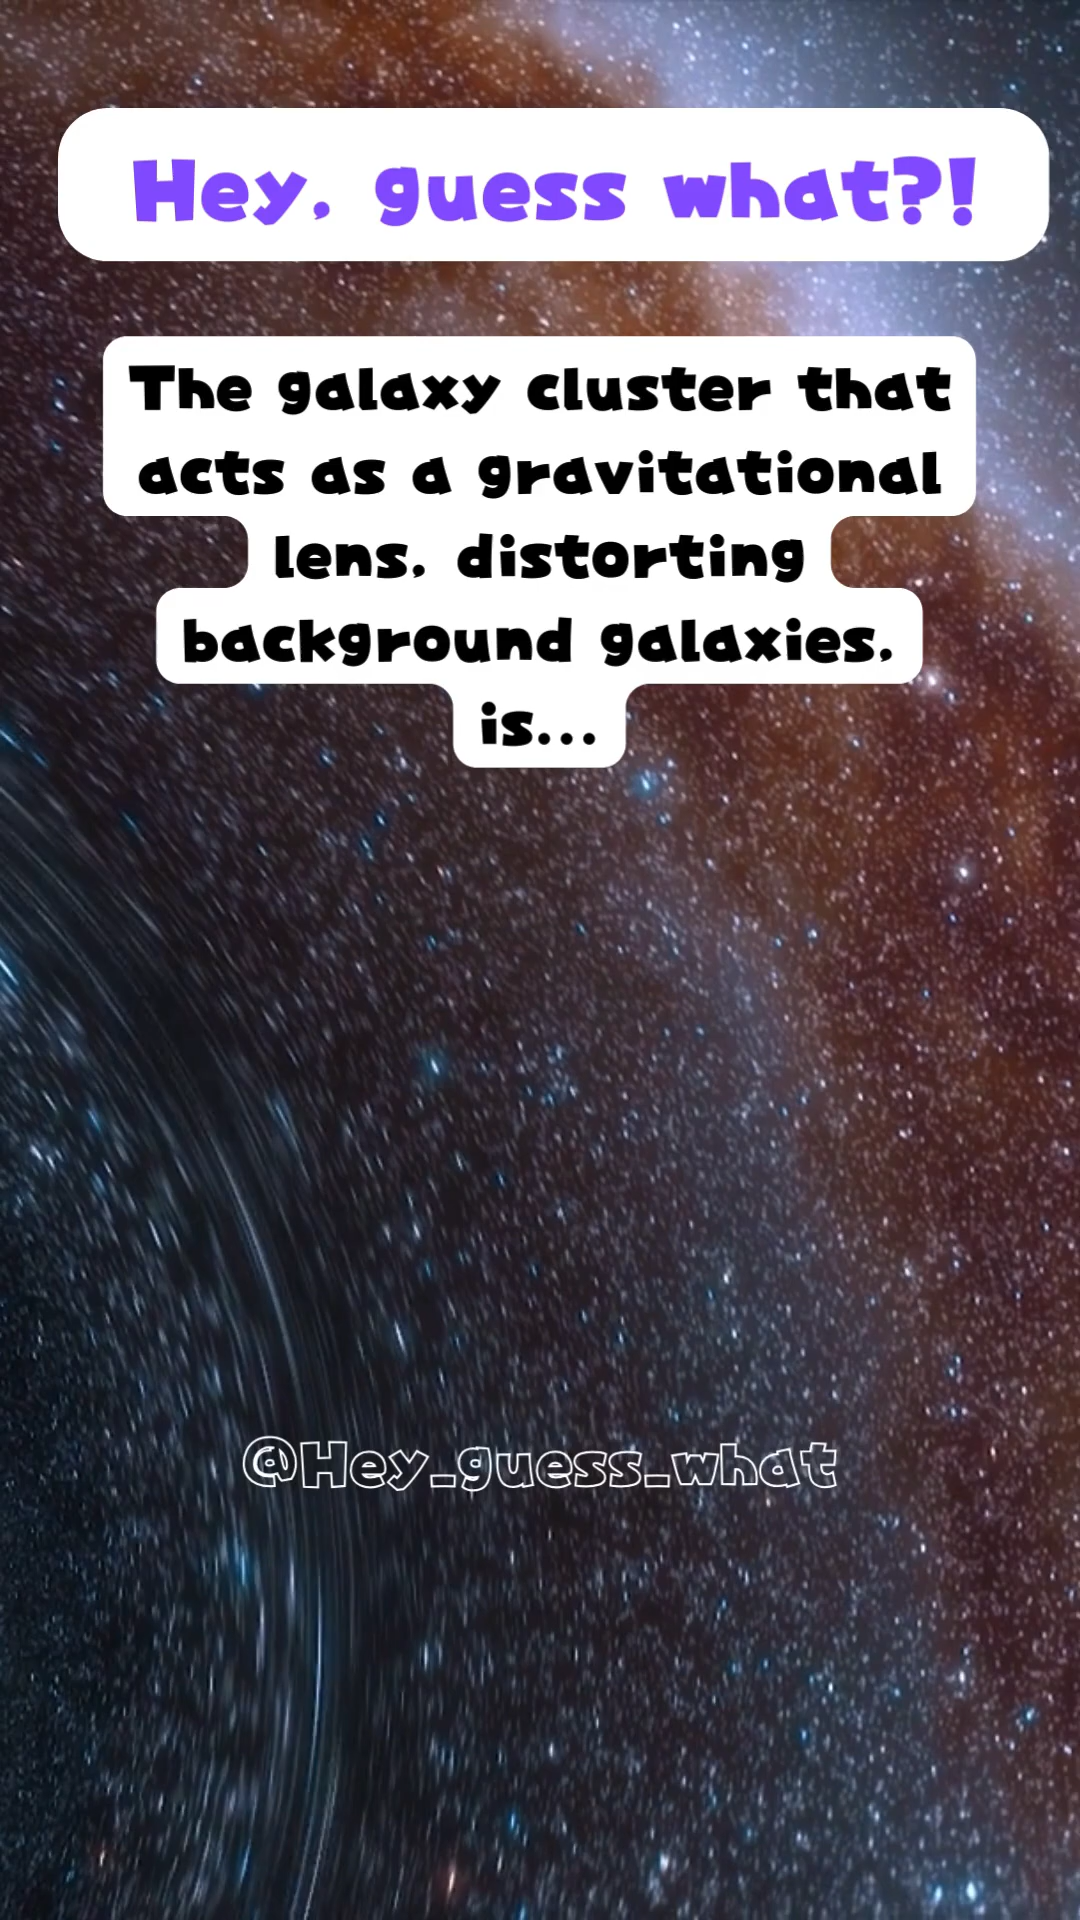 Hey, guess what?!
The galaxy cluster that
acts as a gravitational
lens, distorting
background galaxies,
is...
@Hey_guess_what